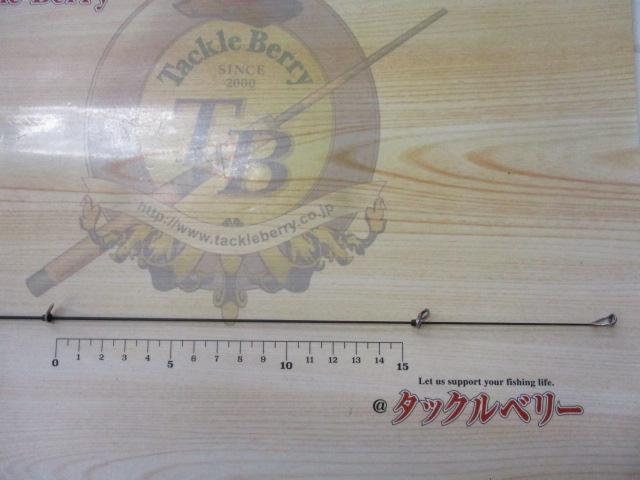 le Berry
Tackle Berry
SINCE
2000
TB
http://www.tackleberry.co.jp
0 1 2 3 4 5 6 7 8 9 10 11 12 13 14 15
Let us support your fishing life.
@ タックルベリー